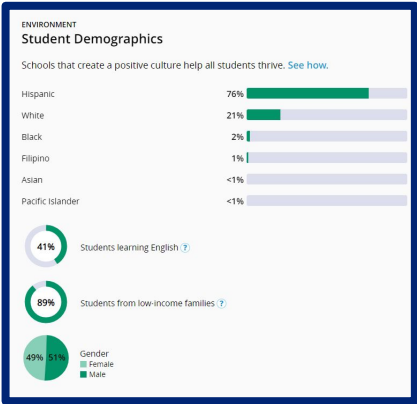 ENVIRONMENT
Student Demographics
Schools that create a positive culture help all students thrive. See how.
Hispanic 76%
White 21%
Black 2%
Filipino 1%
Asian <1%
Pacific Islander <1%
41% Students learning English ?
89% Students from low-income families ?
49% 51% Gender
Female
Male